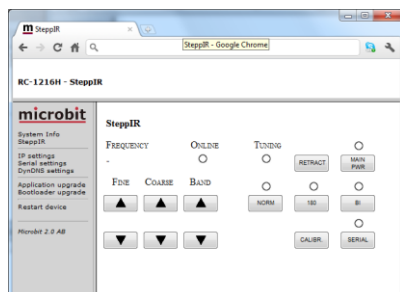 m SteppIR
SteppIR - Google Chrome
RC-1216H - SteppIR
microbit
System Info
SteppIR
IP settings
Serial settings
DynDNS settings
Application upgrade
Bootloader upgrade
Restart device
Microbit 2.0 AB
SteppIR
FREQUENCY ONLINE TUNING
-
RETRACT MAIN PWR
FINE COARSE BAND
NORM 180 BI
CALIBR. SERIAL